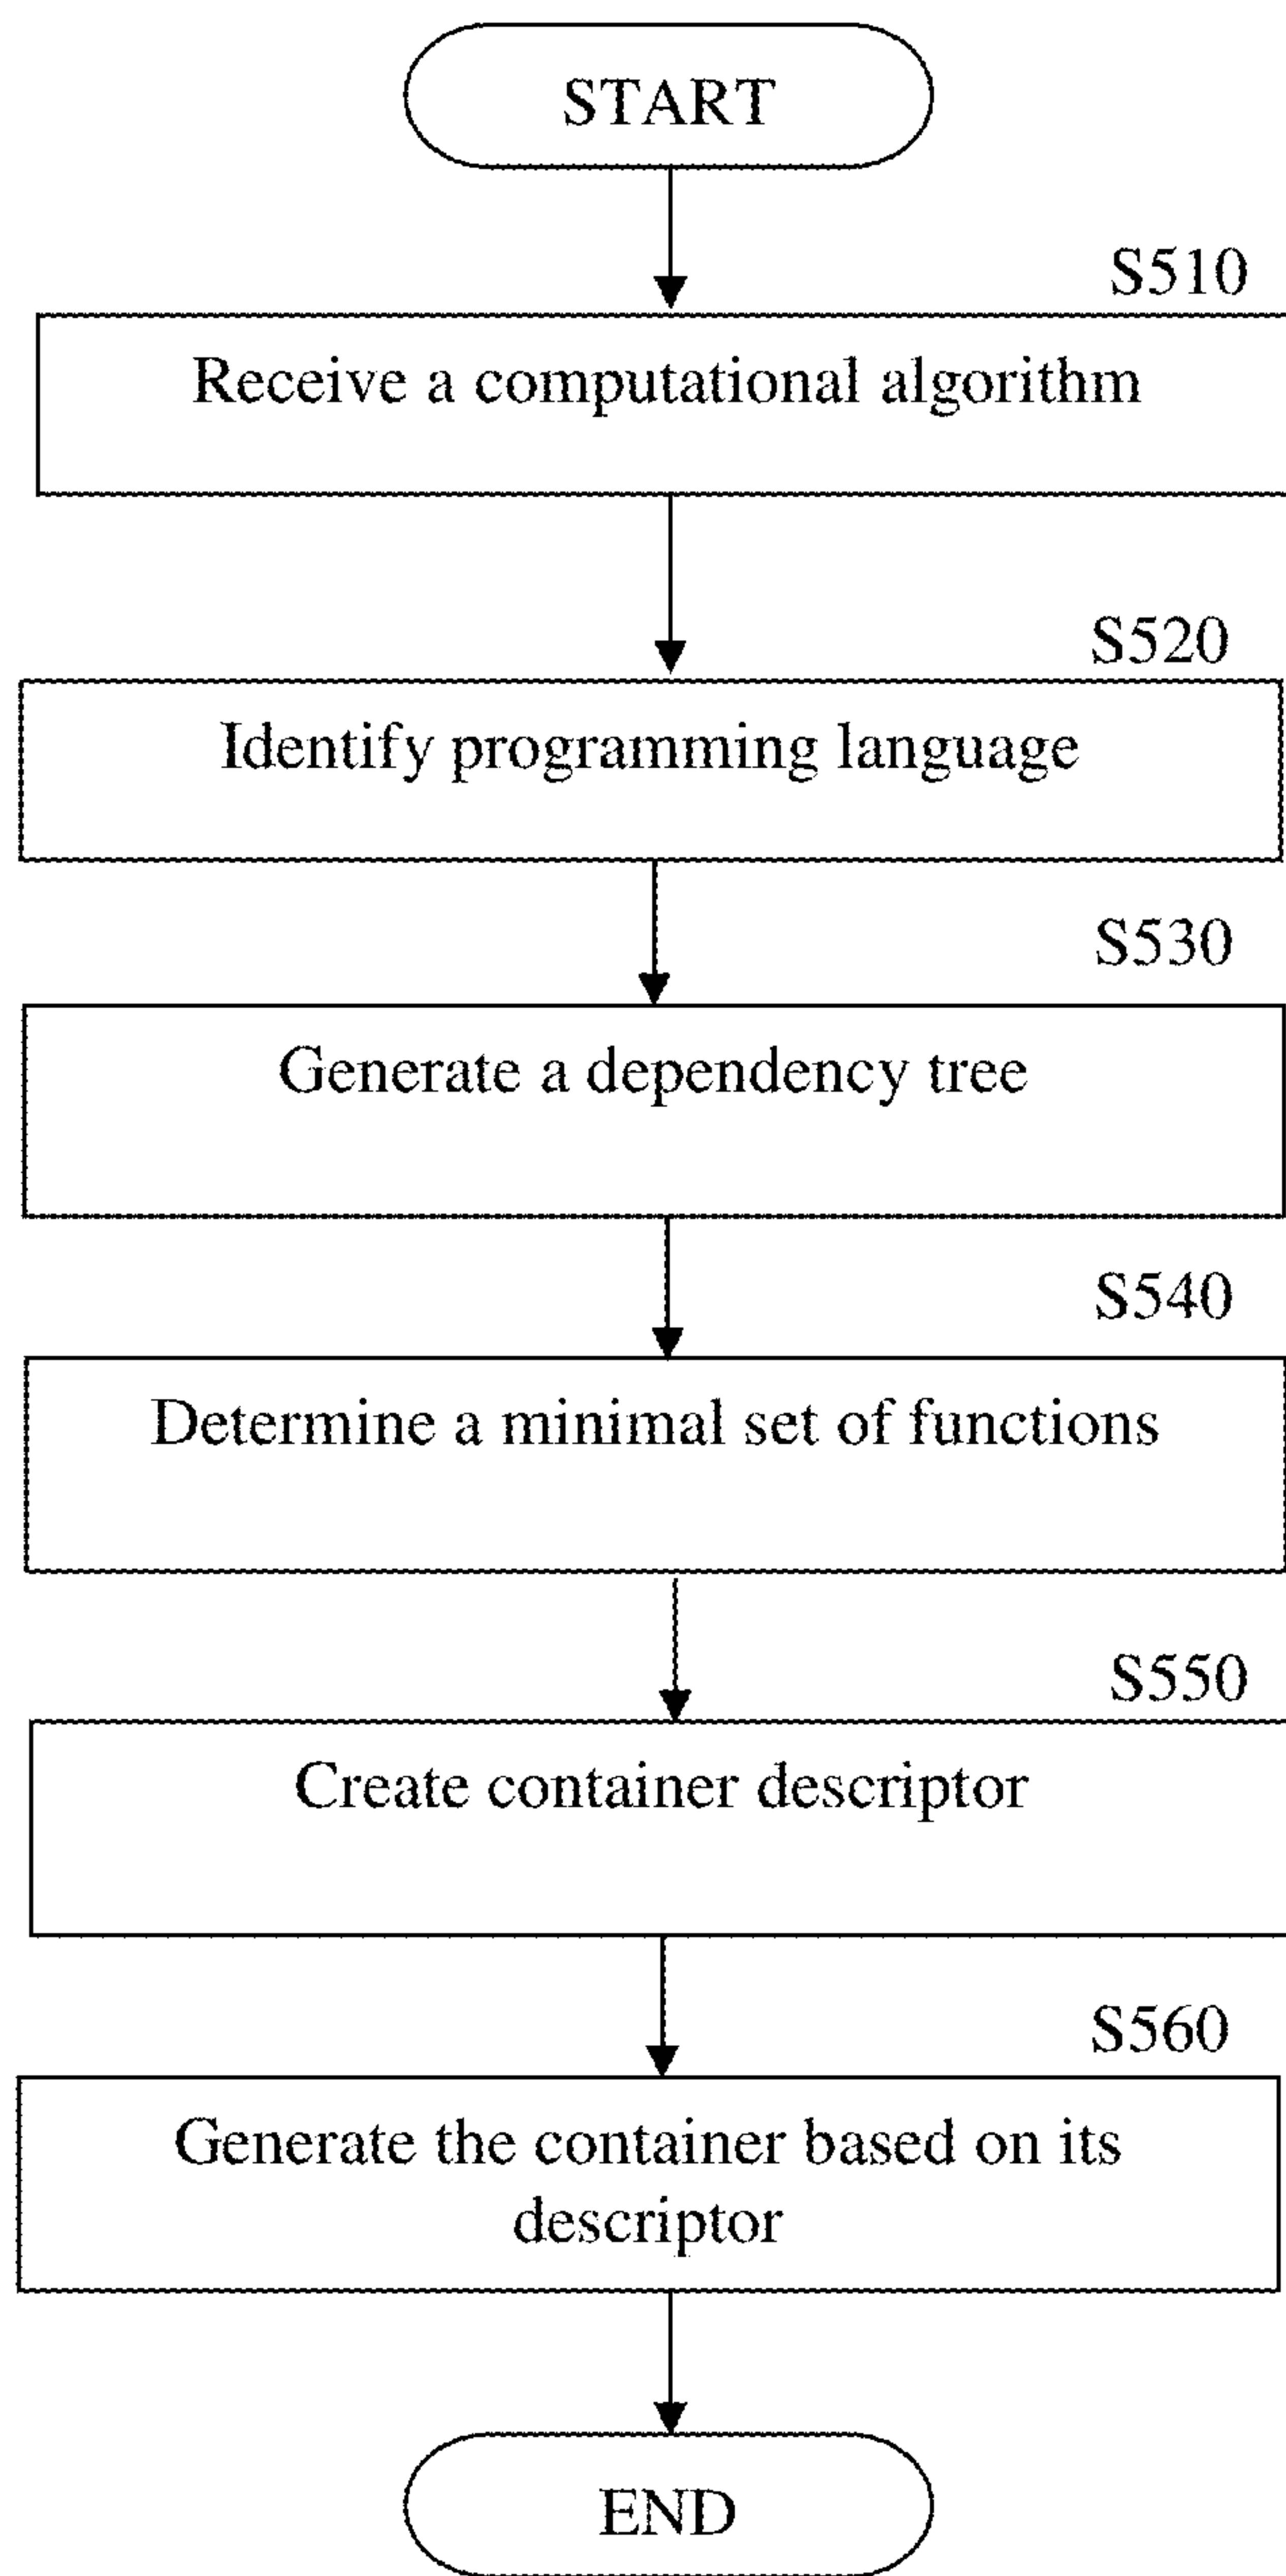 START
S510
Receive a computational algorithm
S520
Identify programming language
S530
Generate a dependency tree
S540
Determine a minimal set of functions
S550
Create container descriptor
S560
Generate the container based on its
descriptor
END